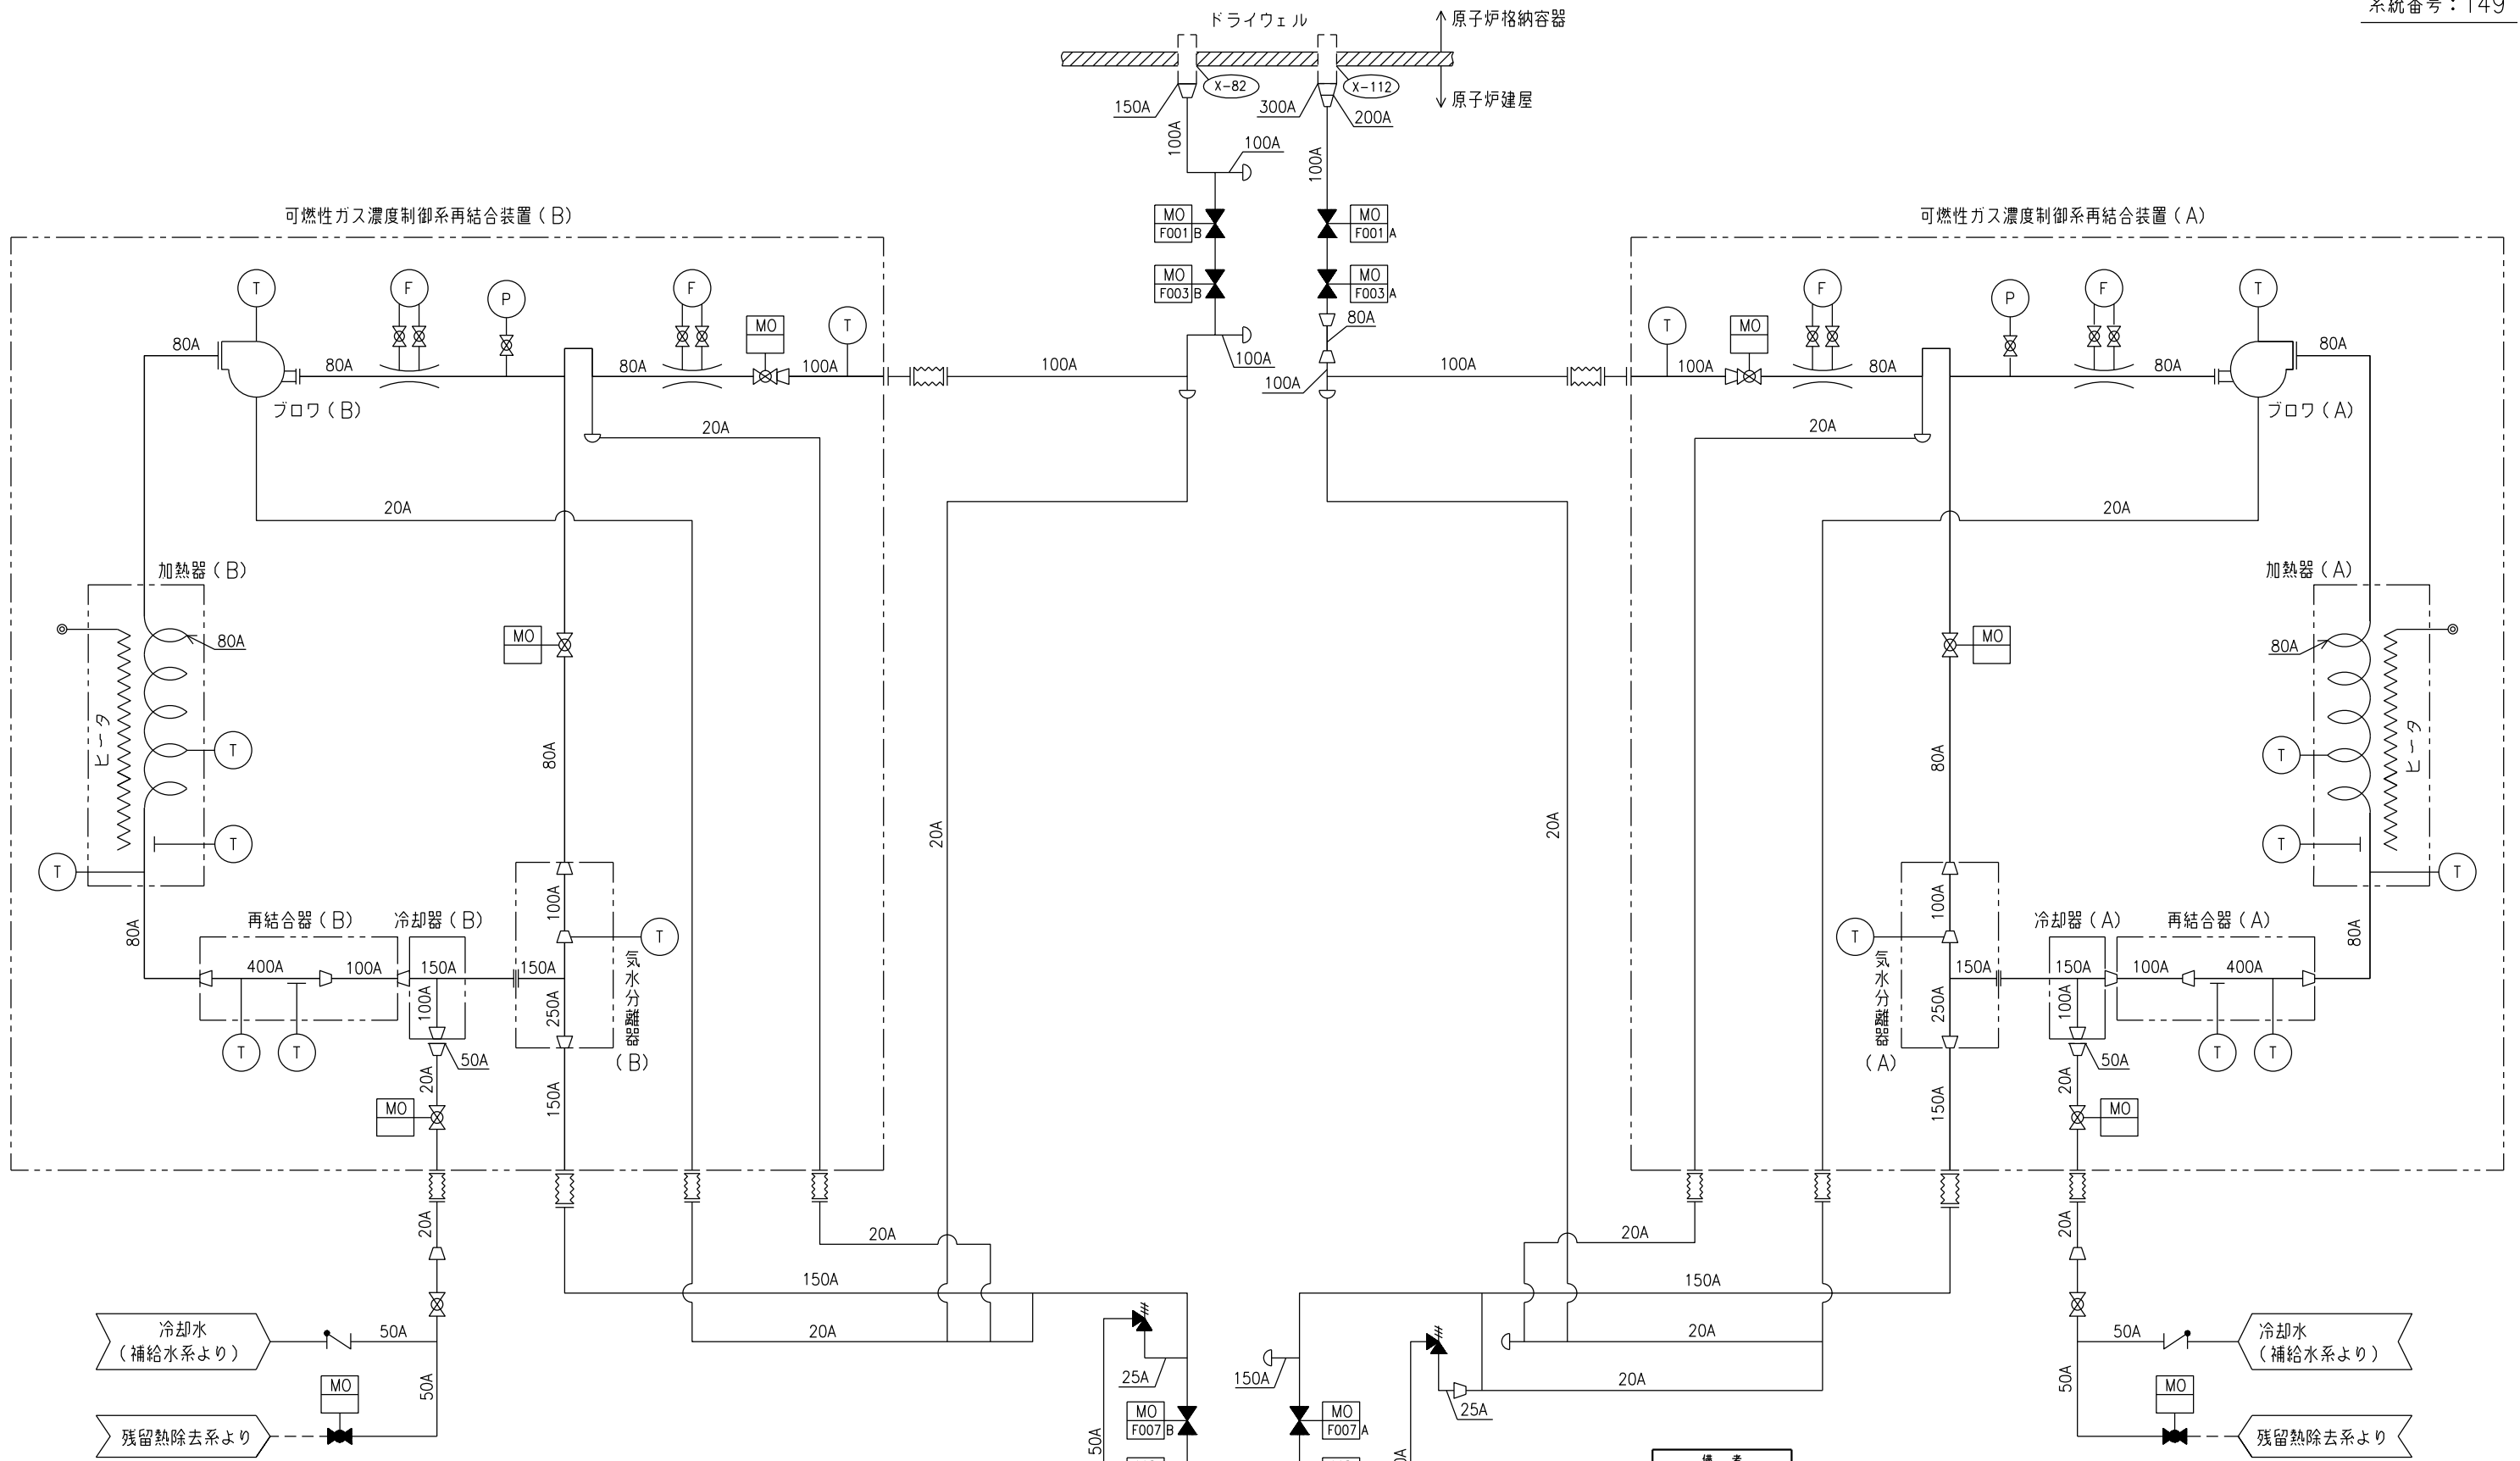 系統番号：149
ドライウェル
原子炉格納容器
X-82
X-112
原子炉建屋
150A
300A
200A
100A
100A
100A
可燃性ガス濃度制御系再結合装置(B)
可燃性ガス濃度制御系再結合装置(A)
MO
F001 B
MO
F001 A
MO
F003 B
MO
F003 A
80A
100A
100A
T
F
P
F
MO
T
80A
80A
80A
100A
100A
ブロワ(B)
20A
20A
100A
T
MO
F
P
F
T
100A
80A
80A
80A
ブロワ(A)
20A
20A
加熱器(B)
80A
ヒータ
T
T
T
80A
MO
80A
20A
加熱器(A)
80A
ヒータ
T
T
T
80A
MO
80A
20A
再結合器(B)
冷却器(B)
400A
100A
150A
150A
100A
100A
250A
T
気水分離器
(B)
T
T
50A
20A
150A
MO
冷却器(A)
再結合器(A)
150A
150A
100A
400A
100A
100A
250A
T
気水分離器
(A)
T
T
50A
20A
150A
MO
20A
20A
150A
20A
冷却水
(補給水系より)
50A
50A
MO
残留熱除去系より
20A
20A
150A
20A
20A
冷却水
(補給水系より)
50A
50A
MO
残留熱除去系より
25A
50A
150A
25A
MO
F007 B
MO
F007 A